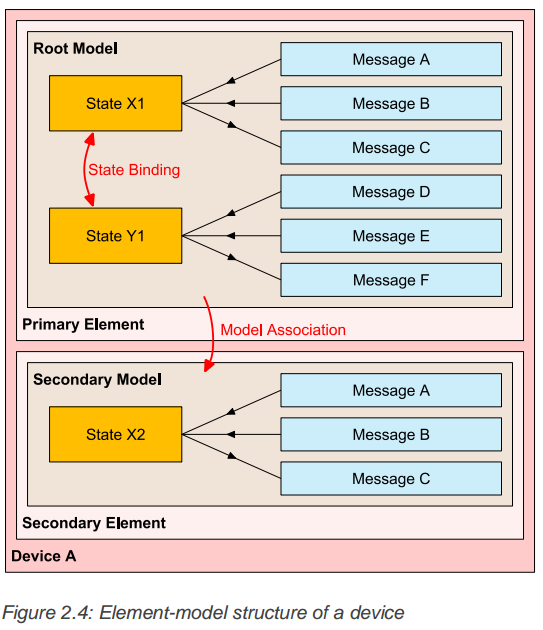 Root Model
State X1
Message A
Message B
Message C
State Binding
State Y1
Message D
Message E
Message F
Primary Element
Model Association
Secondary Model
State X2
Message A
Message B
Message C
Secondary Element
Device A
Figure 2.4: Element-model structure of a device